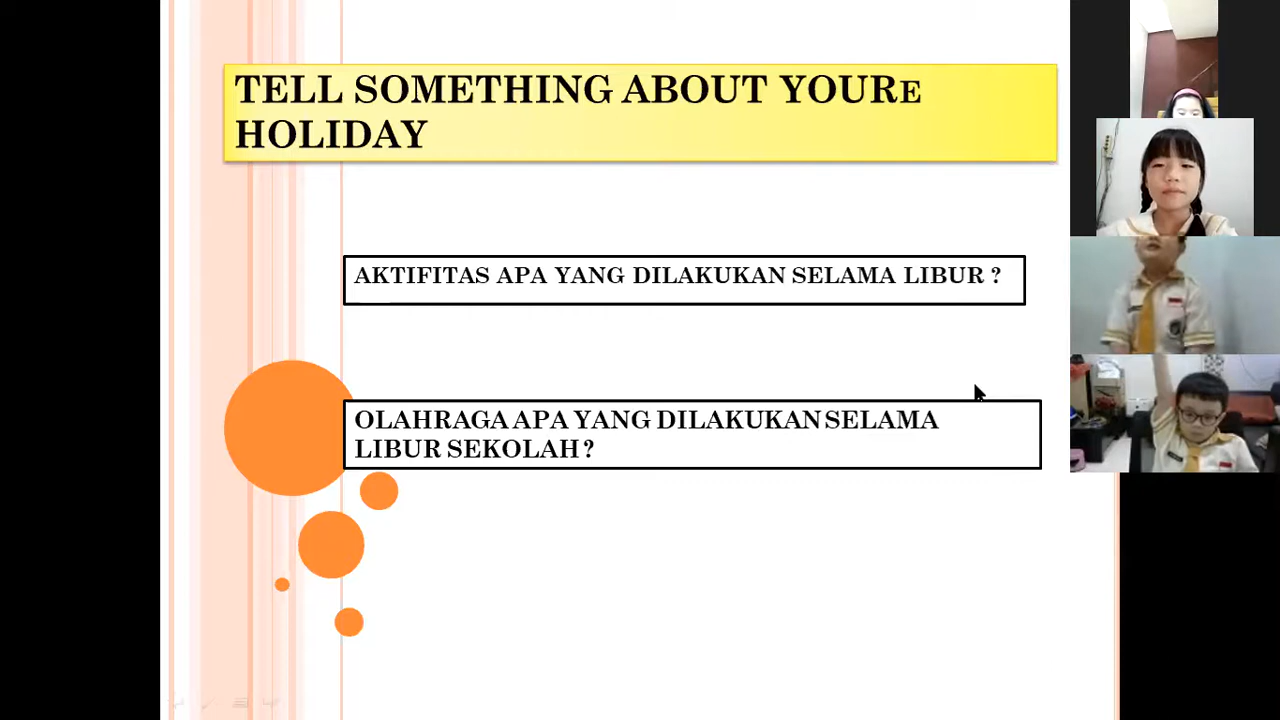 TELL SOMETHING ABOUT YOURE
HOLIDAY
AKTIFITAS APA YANG DILAKUKAN SELAMA LIBUR ?
OLAHRAGA APA YANG DILAKUKAN SELAMA
LIBUR SEKOLAH ?